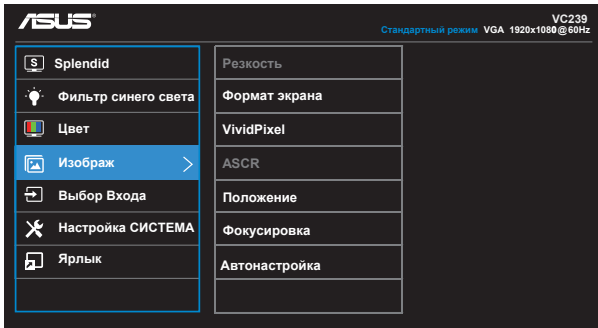 ASUS
VC239
Стандартный режим VGA 1920x1080@60Hz
S Splendid
Фильтр синего света
Цвет
Изображ
Выбор Входа
Настройка СИСТЕМА
Ярлык
Резкость
Формат экрана
VividPixel
ASCR
Положение
Фокусировка
Автонастройка